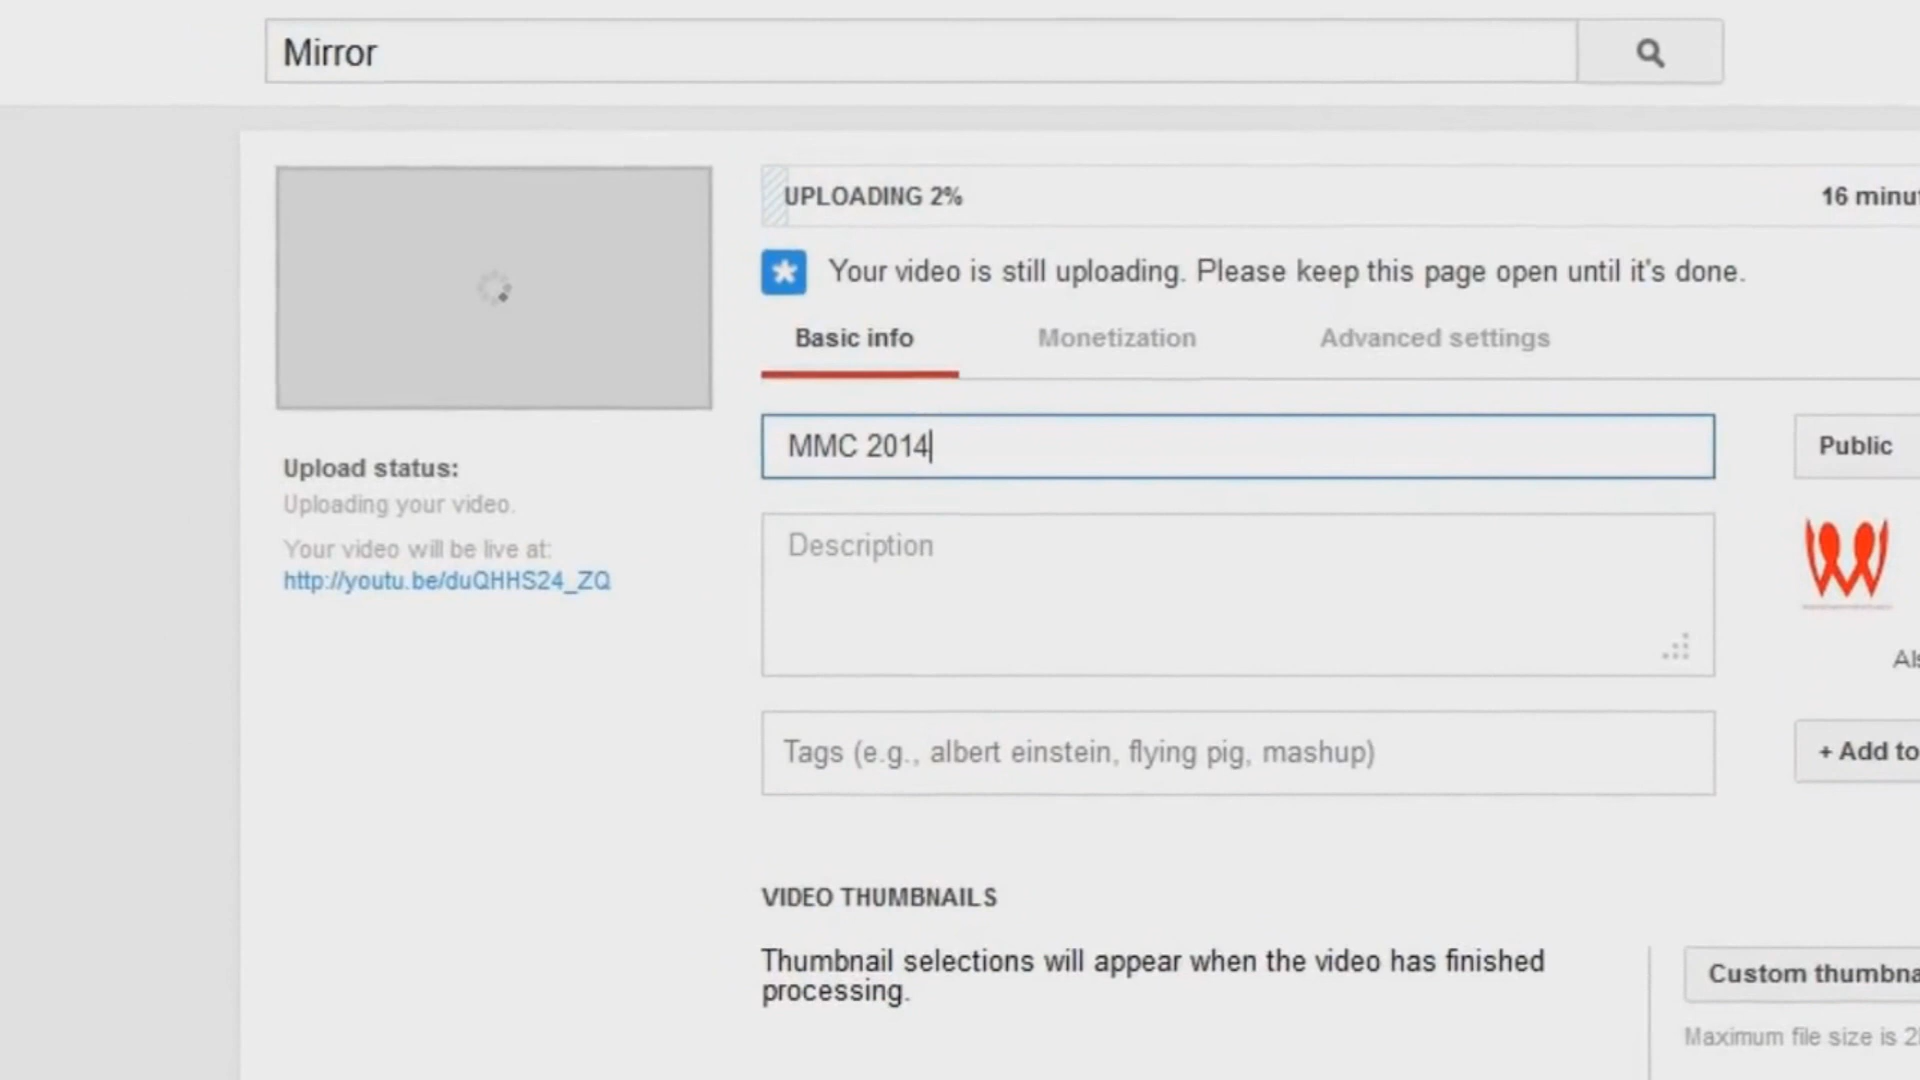 Mirror
UPLOADING 2%
16 minu
Your video is still uploading. Please keep this page open until it's done.
Basic info
Monetization
Advanced settings
MMC 2014
Public
Upload status:
Uploading your video.
Your video will be live at:
http://youtu.be/duQHHS24_ZQ
Description
Als
Tags (e.g., albert einstein, flying pig, mashup)
+ Add to
VIDEO THUMBNAILS
Thumbnail selections will appear when the video has finished
processing.
Custom thumbna
Maximum file size is 2